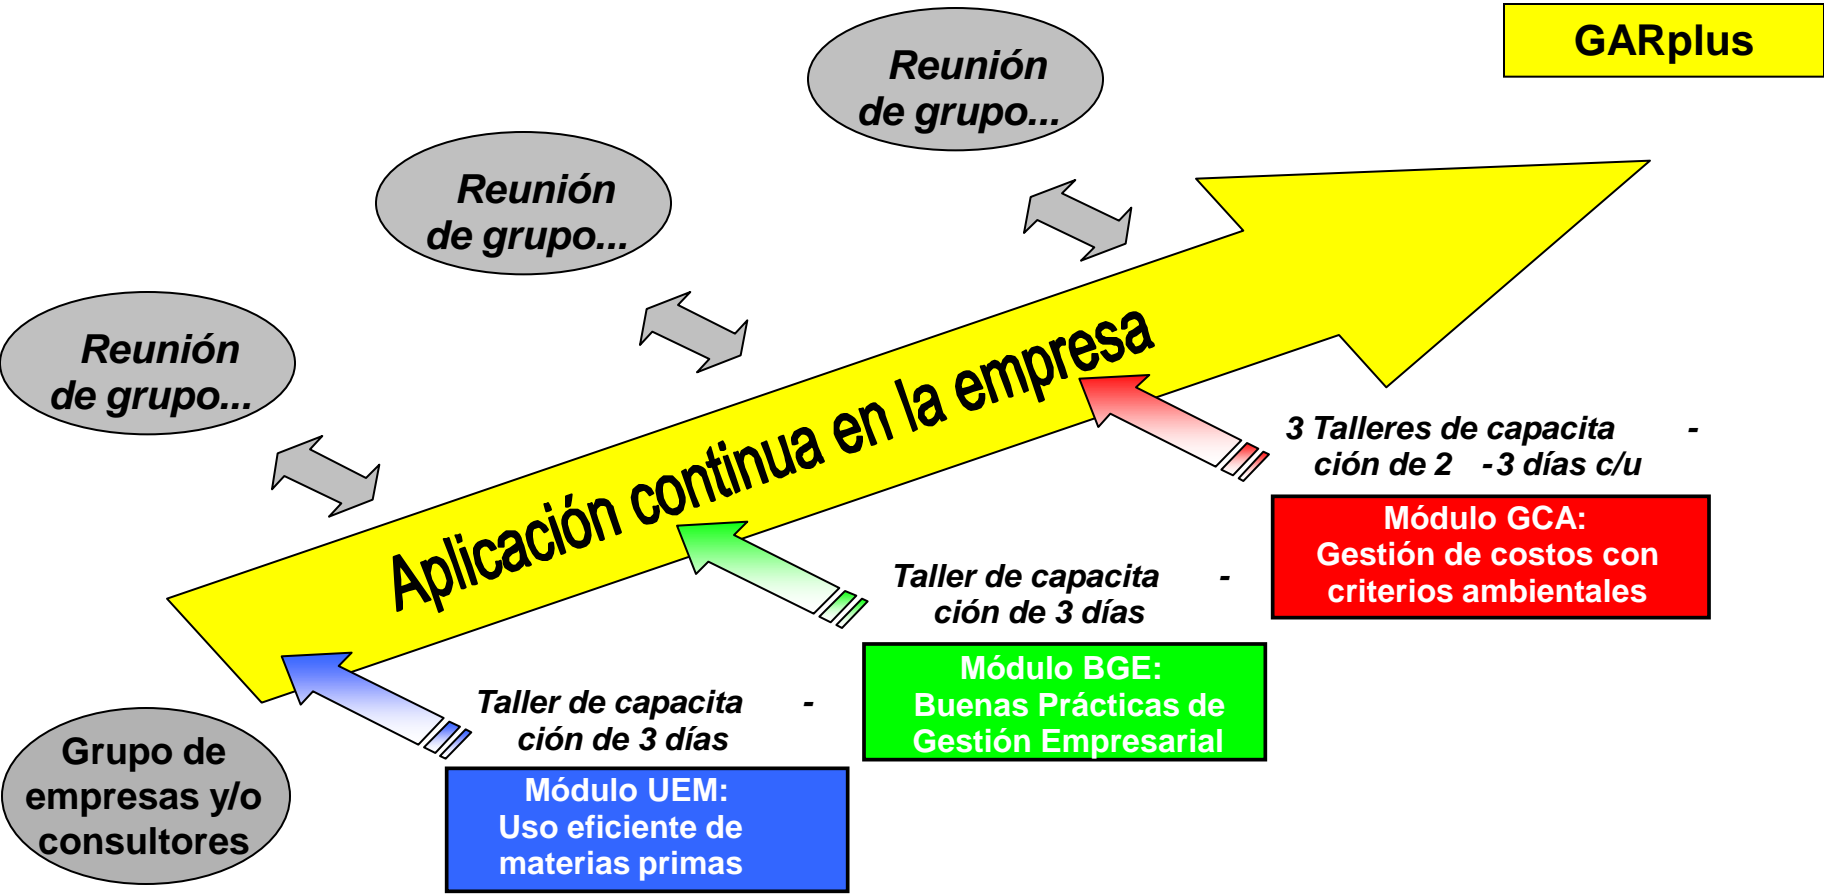 GARplus
Reunión
de grupo...
Reunión
de grupo...
Reunión
de grupo...
Aplicación continua en la empresa
3 Talleres de capacita -
ción de 2 -3 días c/u
Módulo GCA:
Gestión de costos con
criterios ambientales
Taller de capacita -
ción de 3 días
Módulo BGE:
Buenas Prácticas de
Gestión Empresarial
Taller de capacita -
ción de 3 días
Módulo UEM:
Uso eficiente de
materias primas
Grupo de
empresas y/o
consultores